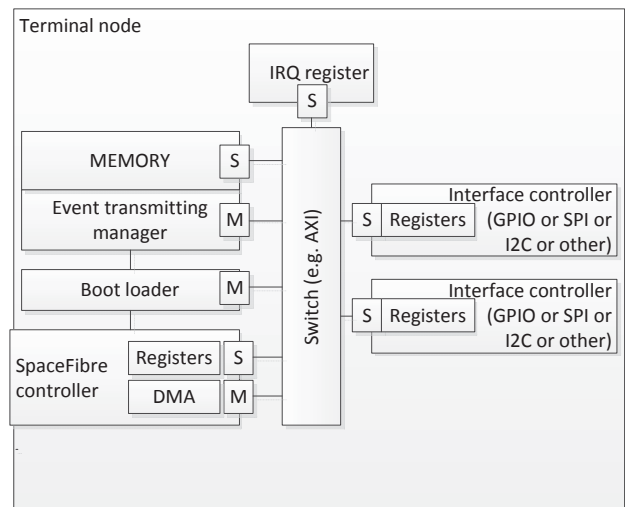 Terminal node
IRQ register
S
MEMORY
S
Event transmitting
manager
M
Boot loader
M
SpaceFibre
controller
Registers
S
DMA
M
Switch (e.g. AXI)
Interface controller
(GPIO or SPI or
I2C or other)
S
Registers
Interface controller
(GPIO or SPI or
I2C or other)
S
Registers
-